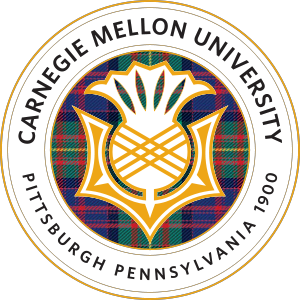 CARNEGIE MELLON UNIVERSITY
PITTSBURGH PENNSYLVANIA 1900